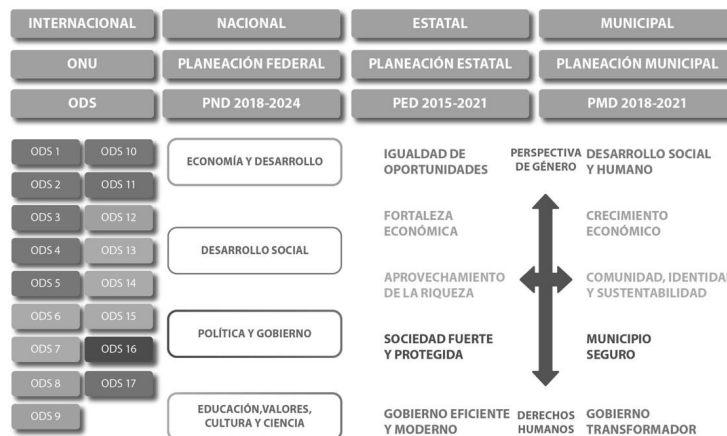 INTERNACIONAL NACIONAL ESTATAL MUNICIPAL
ONU PLANEACIÓN FEDERAL PLANEACIÓN ESTATAL PLANEACIÓN MUNICIPAL
ODS PND 2018-2024 PED 2015-2021 PMD 2018-2021
ODS 1 ODS 10
ODS 2 ODS 11
ODS 3 ODS 12
ODS 4 ODS 13
ODS 5 ODS 14
ODS 6 ODS 15
ODS 7 ODS 16
ODS 8 ODS 17
ODS 9
ECONOMÍA Y DESARROLLO
DESARROLLO SOCIAL
POLÍTICA Y GOBIERNO
EDUCACIÓN,VALORES,
CULTURA Y CIENCIA
IGUALDAD DE
OPORTUNIDADES
FORTALEZA
ECONÓMICA
APROVECHAMIENTO
DE LA RIQUEZA
SOCIEDAD FUERTE
Y PROTEGIDA
GOBIERNO EFICIENTE
Y MODERNO
PERSPECTIVA
DE GÉNERO
DERECHOS
HUMANOS
DESARROLLO SOCIAL
Y HUMANO
CRECIMIENTO
ECONÓMICO
COMUNIDAD, IDENTIDAD
Y SUSTENTABILIDAD
MUNICIPIO
SEGURO
GOBIERNO
TRANSFORMADOR